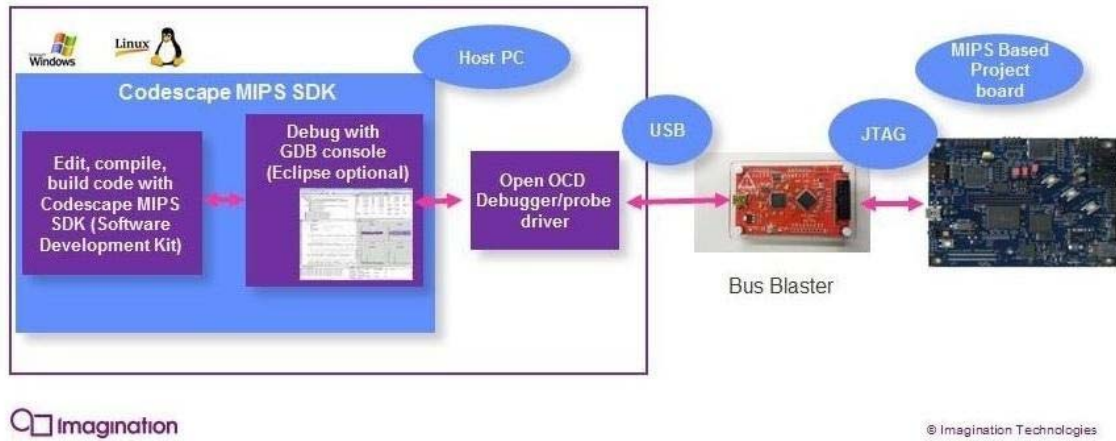 Windows
Linux
Host PC
MIPS Based
Project
board
Codescape MIPS SDK
Edit, compile,
build code with
Codescape MIPS
SDK (Software
Development Kit)
Debug with
GDB console
(Eclipse optional)
Open OCD
Debugger/probe
driver
USB
JTAG
Bus Blaster
Imagination
© Imagination Technologies